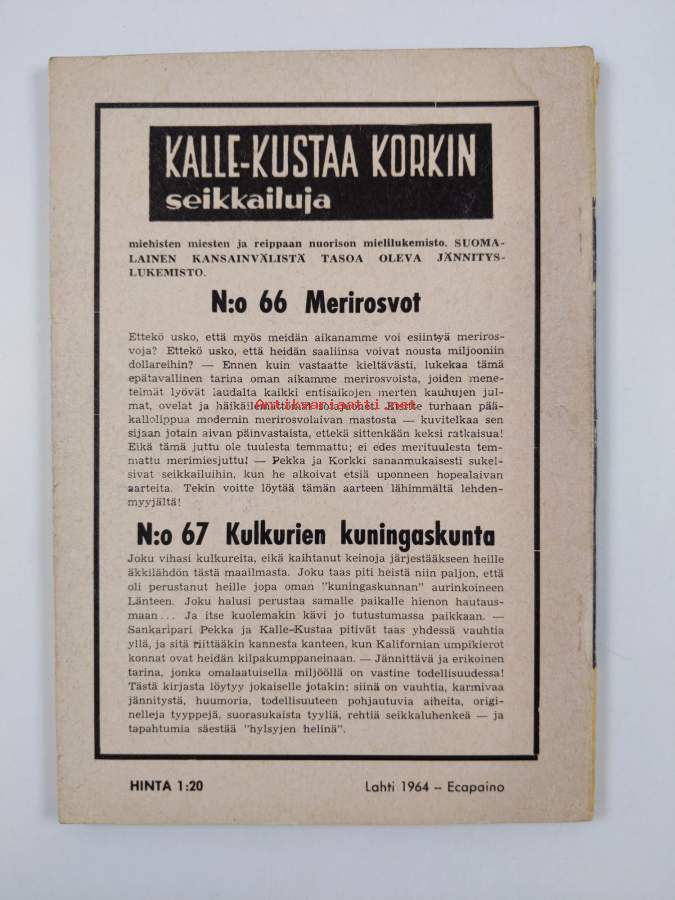 KALLE-KUSTAA KORKIN
seikkailuja
miehisten miesten ja reippaan nuorison mielilukemisto. SUOMA-
LAINEN KANSAINVÄLISTÄ TASOA OLEVA JÄNNITYS-
LUKEMISTO.
N:o 66 Merirosvot
Ettekö usko, että myös meidän aikanamme voi esiintyä meriros-
voja? Ettekö usko, että heidän saaliinsa voivat nousta miljooniin
dollareihin? — Ennen kuin vastaatte kieltävästi, lukekaa tämä
epätavallinen tarina oman aikamme merirosvoista, joiden mene-
telmät lyövät laudalta kaikki entisaikojen merten kauhujen jul-
mat, ovelat ja häikäilemättömät Älkää turhaan pää-
Antikvariaatti.net
kallolippua modernin merirosvolaivan mastosta — kuvitelkaa sen
sijaan jotain aivan päinvastaista, ettekä sittenkään keksi ratkaisua!
Eikä tämä juttu ole tuulesta temmattu; ei edes merituulesta tem-
mattu merimiesjuttu! — Pekka ja Korkki sananmukaisesti sukel-
sivat seikkailuihin, kun he alkoivat etsiä uponneen hopealaivan
aarteita. Tekin voitte löytää tämän aarteen lähimmältä lehden-
myyjältä!
N:o 67 Kulkurien kuningaskunta
Joku vihasi kulkureita, eikä kaihtanut keinoja järjestääkseen heille
äkkilähdön tästä maailmasta. Joku taas piti heistä niin paljon, että
oli perustanut heille jopa oman "kuningaskunnan" aurinkoineen
Länteen. Joku halusi perustaa samalle paikalle hienon hautaus-
maan... Ja itse kuolemakin kävi jo tutustumassa paikkaan. —
Sankaripari Pekka ja Kalle-Kustaa pitivät taas yhdessä vauhtia
yllä, ja sitä riittääkin kannesta kanteen, kun Kalifornian umpikierot
konnat ovat heidän kilpakumppaneinaan. — Jännittävä ja erikoinen
tarina, jonka omalaatuisella miljööllä on vastine todellisuudessa!
Tästä kirjasta löytyy jokaiselle jotakin: siinä on vauhtia, karmivaa
jännitystä, huumoria, todellisuuteen pohjautuvia aiheita, origi-
nelleja tyyppejä, suorasukaista tyyliä, rehtiä seikkailuhenkeä — ja
tapahtumia säestää "hylsyjen helinä".
HINTA 1:20
Lahti 1964 – Ecapaino